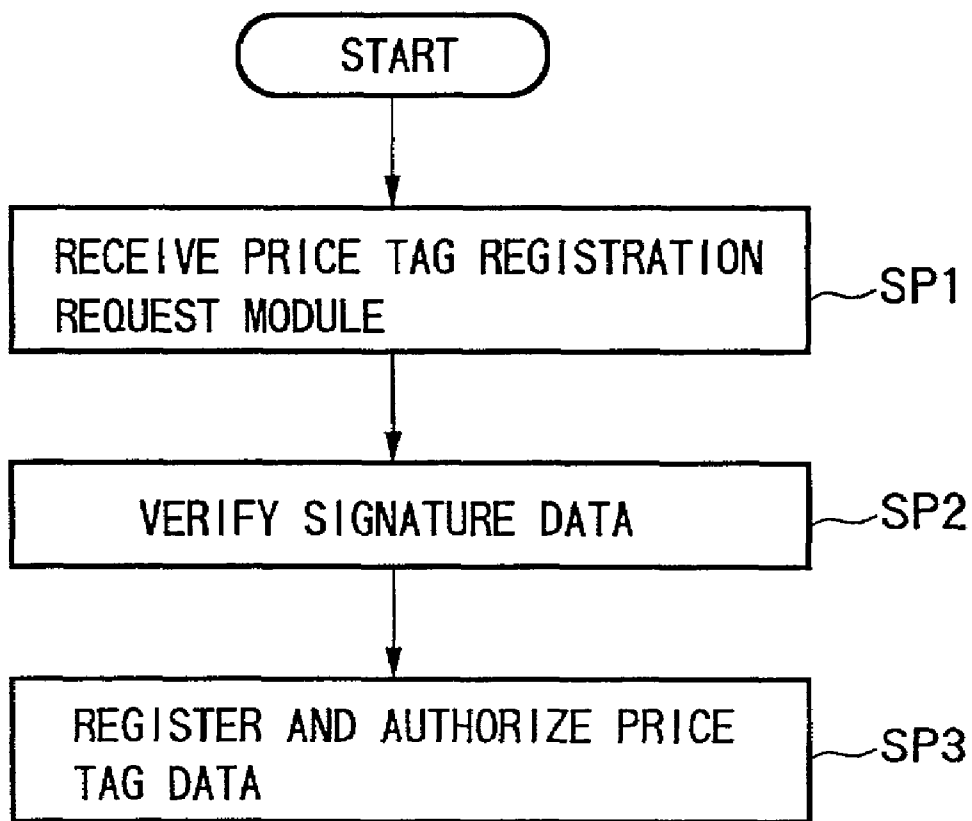 START
RECEIVE PRICE TAG REGISTRATION
REQUEST MODULE
SP1
VERIFY SIGNATURE DATA
SP2
REGISTER AND AUTHORIZE PRICE
TAG DATA
SP3